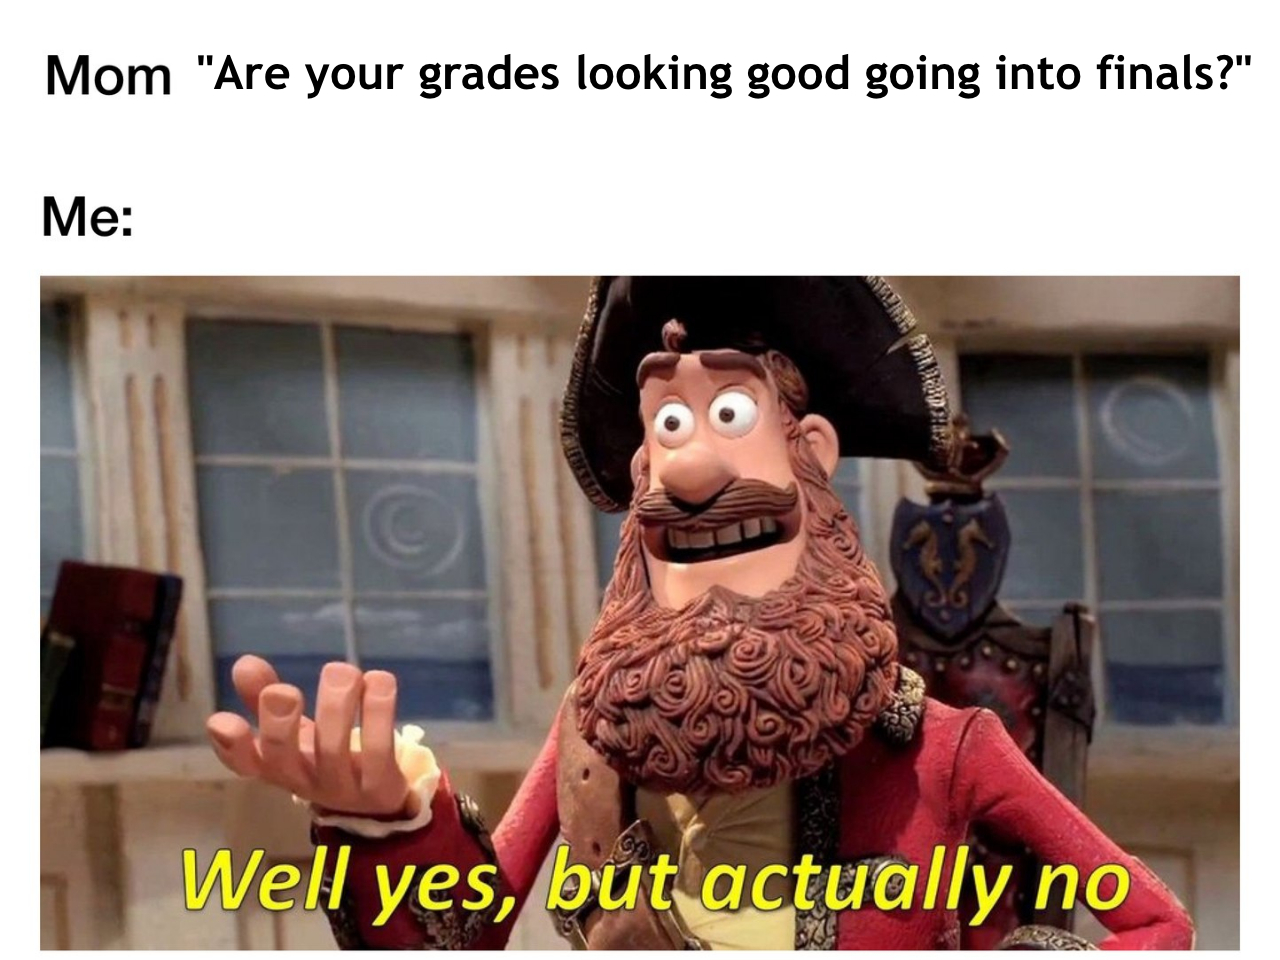 Mom "Are your grades looking good going into finals?"
Me:
Well yes, but actually no